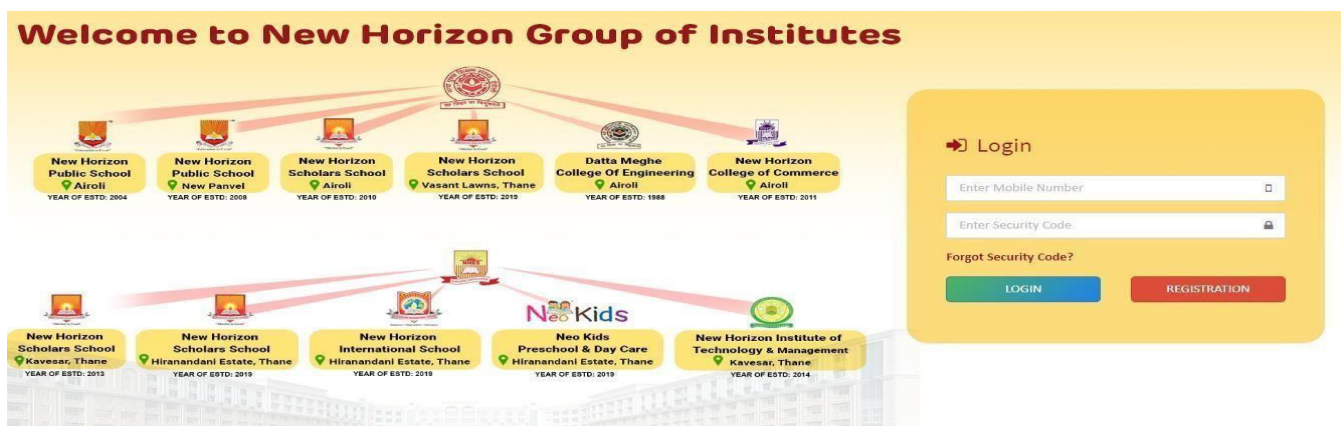 Welcome to New Horizon Group of Institutes
New Horizon
Public School
Airoli
YEAR OF ESTD: 2004
New Horizon
Public School
New Panvel
YEAR OF ESTD: 2008
New Horizon
Scholars School
Airoli
YEAR OF ESTD: 2010
New Horizon
Scholars School
Vasant Lawns, Thane
YEAR OF ESTD: 2019
Datta Meghe
College Of Engineering
Airoli
YEAR OF ESTD: 1988
New Horizon
College of Commerce
Airoli
YEAR OF ESTD: 2011
NHES
Neo Kids
New Horizon
Scholars School
Kavesar, Thane
YEAR OF ESTD: 2013
New Horizon
Scholars School
Hiranandani Estate, Thane
YEAR OF ESTD: 2019
New Horizon
International School
Hiranandani Estate, Thane
YEAR OF ESTD: 2019
Neo Kids
Preschool & Day Care
Hiranandani Estate, Thane
YEAR OF ESTD: 2019
New Horizon Institute of
Technology & Management
Kavesar, Thane
YEAR OF ESTD: 2014
Login
Enter Mobile Number
Enter Security Code
Forgot Security Code?
LOGIN
REGISTRATION